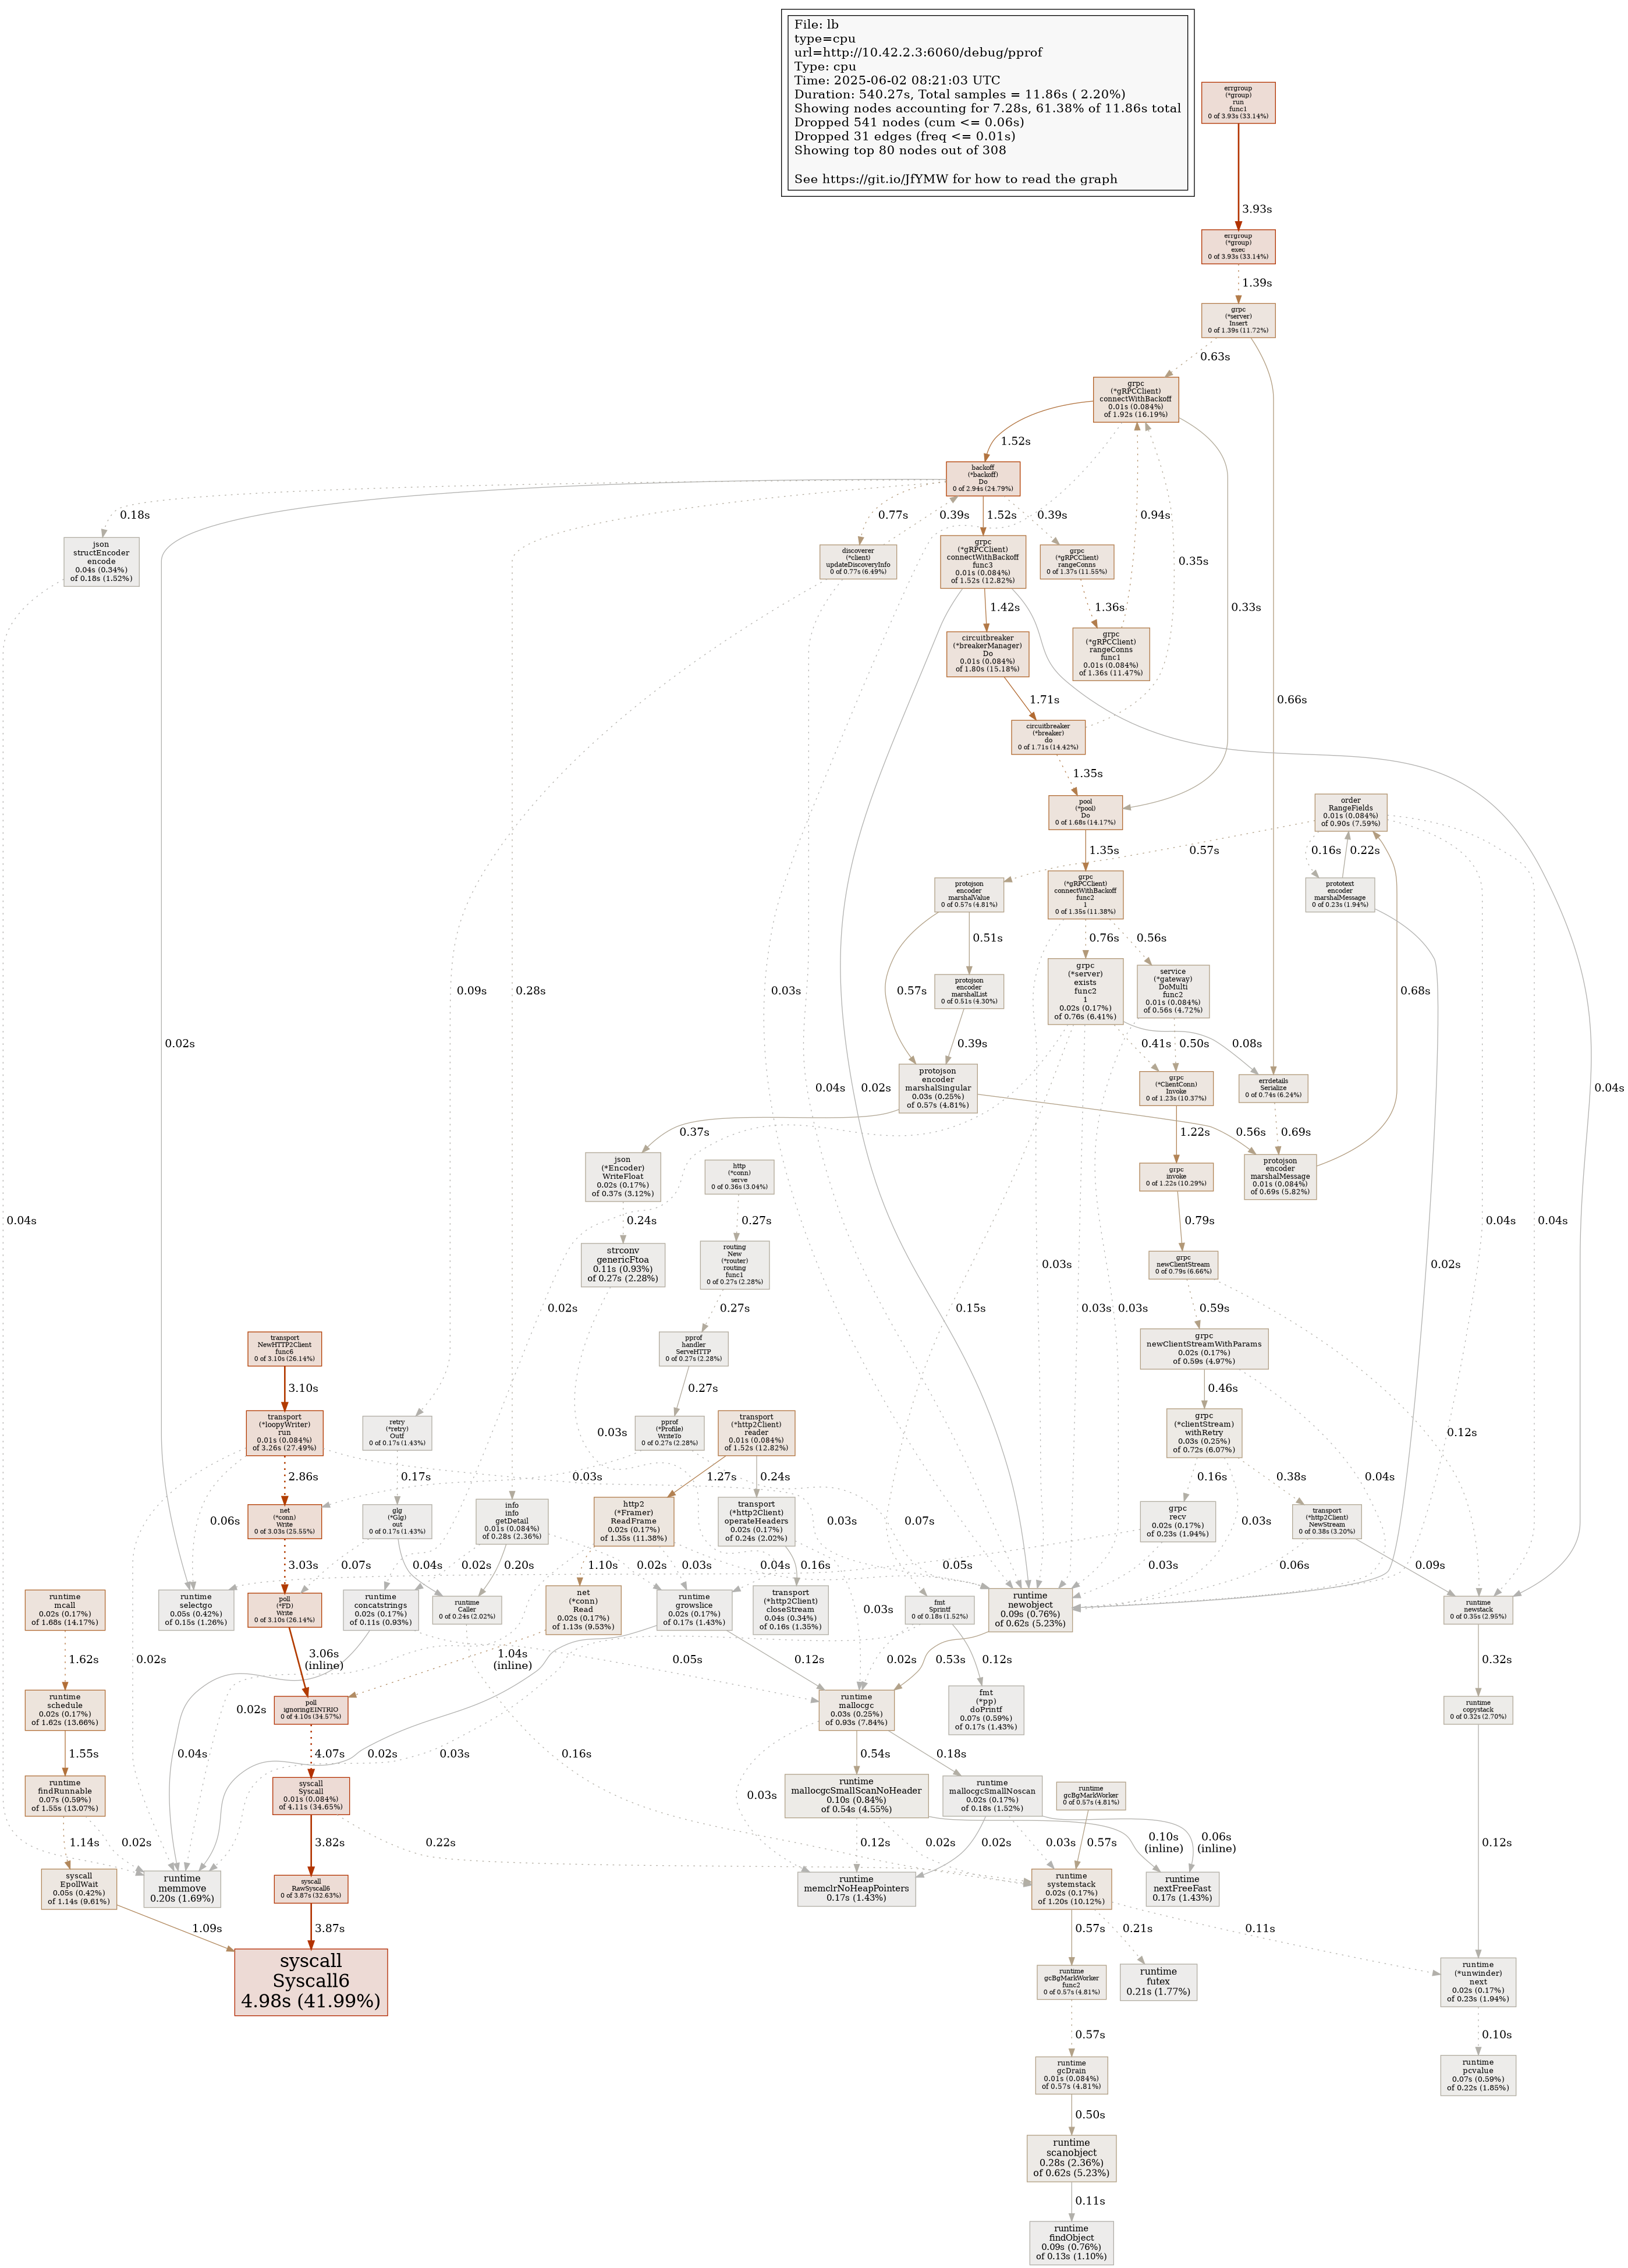 File: lb
type=cpu
url=http://10.42.2.3:6060/debug/pprof
Type: cpu
Time: 2025-06-02 08:21:03 UTC
Duration: 540.27s, Total samples = 11.86s ( 2.20%)
Showing nodes accounting for 7.28s, 61.38% of 11.86s total
Dropped 541 nodes (cum <= 0.06s)
Dropped 31 edges (freq <= 0.01s)
Showing top 80 nodes out of 308
See https://git.io/JfYMW for how to read the graph
errgroup
(*group)
run
func1
0 of 3.93s (33.14%)
3.93s
errgroup
(*group)
exec
0 of 3.93s (33.14%)
1.39s
grpc
(*server)
Insert
0 of 1.39s (11.72%)
0.63s
grpc
(*gRPCClient)
connectWithBackoff
0.01s (0.084%)
of 1.92s (16.19%)
1.52s
backoff
(*backoff)
Do
0 of 2.94s (24.79%)
0.18s
0.77s
0.39s
1.52s
0.39s
0.94s
0.35s
0.33s
json
structEncoder
encode
0.04s (0.34%)
of 0.18s (1.52%)
discoverer
(*client)
updateDiscoveryInfo
0 of 0.77s (6.49%)
grpc
(*gRPCClient)
connectWithBackoff
func3
0.01s (0.084%)
of 1.52s (12.82%)
grpc
(*gRPCClient)
rangeConns
0 of 1.37s (11.55%)
1.42s
1.36s
circuitbreaker
(*breakerManager)
Do
0.01s (0.084%)
of 1.80s (15.18%)
grpc
(*gRPCClient)
rangeConns
func1
0.01s (0.084%)
of 1.36s (11.47%)
1.71s
0.66s
circuitbreaker
(*breaker)
do
0 of 1.71s (14.42%)
1.35s
pool
(*pool)
Do
0 of 1.68s (14.17%)
order
RangeFields
0.01s (0.084%)
of 0.90s (7.59%)
1.35s
0.57s
0.16s
0.22s
protojson
encoder
marshalValue
0 of 0.57s (4.81%)
grpc
(*gRPCClient)
connectWithBackoff
func2
1
0 of 1.35s (11.38%)
prototext
encoder
marshalMessage
0 of 0.23s (1.94%)
0.51s
0.76s
0.56s
0.09s
0.28s
0.03s
0.57s
0.68s
protojson
encoder
marshalList
0 of 0.51s (4.30%)
grpc
(*server)
exists
func2
1
0.02s (0.17%)
of 0.76s (6.41%)
service
(*gateway)
DoMulti
func2
0.01s (0.084%)
of 0.56s (4.72%)
0.02s
0.39s
0.41s
0.50s
0.08s
protojson
encoder
marshalSingular
0.03s (0.25%)
of 0.57s (4.81%)
grpc
(*ClientConn)
Invoke
0 of 1.23s (10.37%)
errdetails
Serialize
0 of 0.74s (6.24%)
0.04s
0.02s
0.04s
0.37s
0.56s
1.22s
0.69s
json
(*Encoder)
WriteFloat
0.02s (0.17%)
of 0.37s (3.12%)
http
(*conn)
serve
0 of 0.36s (3.04%)
grpc
invoke
0 of 1.22s (10.29%)
protojson
encoder
marshalMessage
0.01s (0.084%)
of 0.69s (5.82%)
0.04s
0.24s
0.27s
0.79s
0.04s
0.04s
strconv
genericFtoa
0.11s (0.93%)
of 0.27s (2.28%)
routing
New
(*router)
routing
func1
0 of 0.27s (2.28%)
grpc
newClientStream
0 of 0.79s (6.66%)
0.03s
0.02s
0.02s
0.27s
0.15s
0.03s
0.03s
0.59s
transport
NewHTTP2Client
func6
0 of 3.10s (26.14%)
pprof
handler
ServeHTTP
0 of 0.27s (2.28%)
grpc
newClientStreamWithParams
0.02s (0.17%)
of 0.59s (4.97%)
3.10s
0.27s
0.46s
transport
(*loopyWriter)
run
0.01s (0.084%)
of 3.26s (27.49%)
retry
(*retry)
Outf
0 of 0.17s (1.43%)
0.03s
pprof
(*Profile)
WriteTo
0 of 0.27s (2.28%)
transport
(*http2Client)
reader
0.01s (0.084%)
of 1.52s (12.82%)
grpc
(*clientStream)
withRetry
0.03s (0.25%)
of 0.72s (6.07%)
0.12s
2.86s
0.17s
0.03s
1.27s
0.24s
0.16s
0.38s
0.04s
net
(*conn)
Write
0 of 3.03s (25.55%)
glg
(*Glg)
out
0 of 0.17s (1.43%)
info
info
getDetail
0.01s (0.084%)
of 0.28s (2.36%)
http2
(*Framer)
ReadFrame
0.02s (0.17%)
of 1.35s (11.38%)
transport
(*http2Client)
operateHeaders
0.02s (0.17%)
of 0.24s (2.02%)
0.03s
0.07s
grpc
recv
0.02s (0.17%)
of 0.23s (1.94%)
0.03s
transport
(*http2Client)
NewStream
0 of 0.38s (3.20%)
0.06s
3.03s
0.07s
0.04s
0.02s
0.20s
1.10s
0.02s
0.03s
0.04s
0.16s
0.05s
0.03s
0.06s
0.09s
runtime
mcall
0.02s (0.17%)
of 1.68s (14.17%)
runtime
selectgo
0.05s (0.42%)
of 0.15s (1.26%)
poll
(*FD)
Write
0 of 3.10s (26.14%)
runtime
concatstrings
0.02s (0.17%)
of 0.11s (0.93%)
runtime
Caller
0 of 0.24s (2.02%)
net
(*conn)
Read
0.02s (0.17%)
of 1.13s (9.53%)
runtime
growslice
0.02s (0.17%)
of 0.17s (1.43%)
transport
(*http2Client)
closeStream
0.04s (0.34%)
of 0.16s (1.35%)
0.03s
fmt
Sprintf
0 of 0.18s (1.52%)
runtime
newobject
0.09s (0.76%)
of 0.62s (5.23%)
runtime
newstack
0 of 0.35s (2.95%)
1.62s
0.02s
3.06s
(inline)
1.04s
(inline)
0.05s
0.12s
0.02s
0.12s
0.53s
0.32s
runtime
schedule
0.02s (0.17%)
of 1.62s (13.66%)
0.02s
poll
ignoringEINTRIO
0 of 4.10s (34.57%)
runtime
mallocgc
0.03s (0.25%)
of 0.93s (7.84%)
fmt
(*pp)
doPrintf
0.07s (0.59%)
of 0.17s (1.43%)
runtime
copystack
0 of 0.32s (2.70%)
1.55s
0.04s
4.07s
0.02s
0.03s
0.16s
0.54s
0.18s
runtime
findRunnable
0.07s (0.59%)
of 1.55s (13.07%)
syscall
Syscall
0.01s (0.084%)
of 4.11s (34.65%)
0.03s
runtime
mallocgcSmallScanNoHeader
0.10s (0.84%)
of 0.54s (4.55%)
runtime
mallocgcSmallNoscan
0.02s (0.17%)
of 0.18s (1.52%)
runtime
gcBgMarkWorker
0 of 0.57s (4.81%)
1.14s
0.02s
3.82s
0.22s
0.12s
0.02s
0.02s
0.03s
0.57s
0.10s
(inline)
0.06s
(inline)
0.12s
syscall
EpollWait
0.05s (0.42%)
of 1.14s (9.61%)
runtime
memmove
0.20s (1.69%)
syscall
RawSyscall6
0 of 3.87s (32.63%)
runtime
memclrNoHeapPointers
0.17s (1.43%)
runtime
systemstack
0.02s (0.17%)
of 1.20s (10.12%)
runtime
nextFreeFast
0.17s (1.43%)
1.09s
3.87s
0.57s
0.21s
0.11s
syscall
Syscall6
4.98s (41.99%)
runtime
gcBgMarkWorker
func2
0 of 0.57s (4.81%)
runtime
futex
0.21s (1.77%)
runtime
(*unwinder)
next
0.02s (0.17%)
of 0.23s (1.94%)
0.57s
0.10s
runtime
gcDrain
0.01s (0.084%)
of 0.57s (4.81%)
runtime
pcvalue
0.07s (0.59%)
of 0.22s (1.85%)
0.50s
runtime
scanobject
0.28s (2.36%)
of 0.62s (5.23%)
0.11s
runtime
findObject
0.09s (0.76%)
of 0.13s (1.10%)